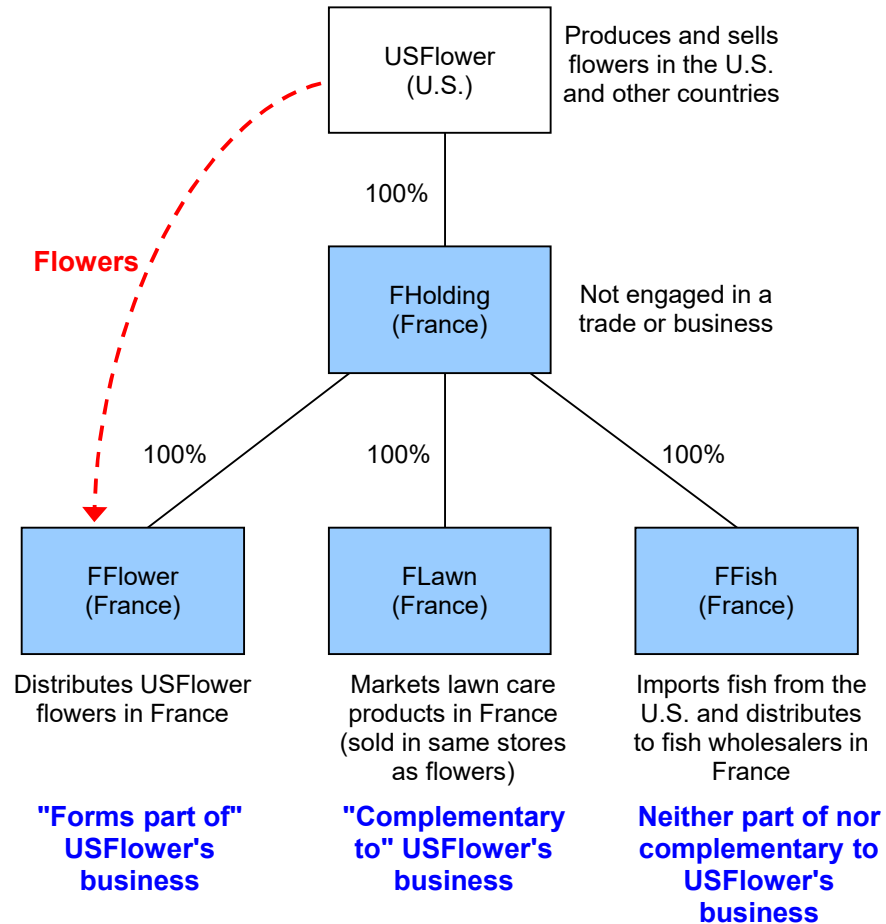 USFlower
(U.S.)
Produces and sells
flowers in the U.S.
and other countries
100%
Flowers
FHolding
(France)
Not engaged in a
trade or business
100%
100%
100%
FFlower
(France)
FLawn
(France)
FFish
(France)
Distributes USFlower
flowers in France
Markets lawn care
products in France
(sold in same stores
as flowers)
Imports fish from the
U.S. and distributes
to fish wholesalers in
France
"Forms part of"
USFlower's
business
"Complementary
to" USFlower's
business
Neither part of nor
complementary to
USFlower's
business